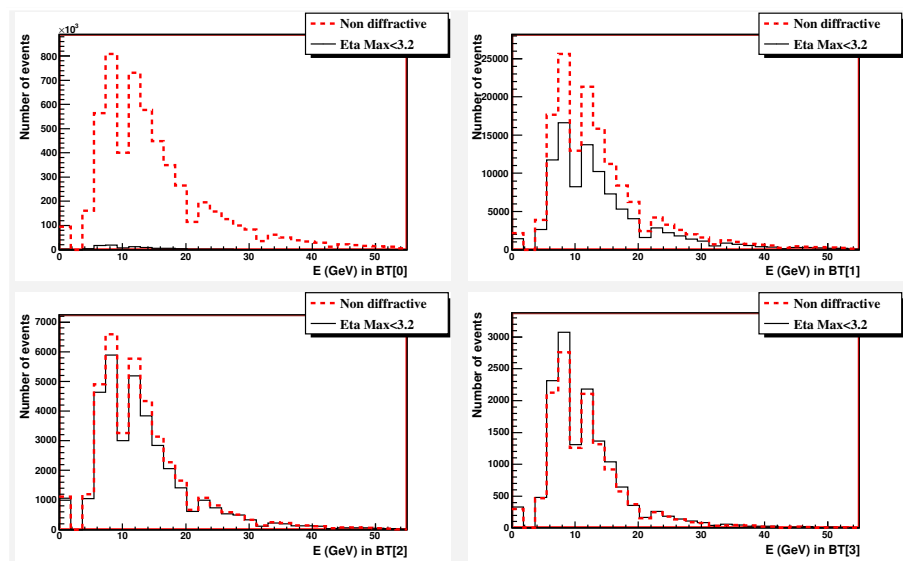 ×10³
Non diffractive
Eta Max<3.2
Number of events
800
700
600
500
400
300
200
100
0
0 10 20 30 40 50
E (GeV) in BT[0]
Non diffractive
Eta Max<3.2
Number of events
25000
20000
15000
10000
5000
0
0 10 20 30 40 50
E (GeV) in BT[1]
Non diffractive
Eta Max<3.2
Number of events
7000
6000
5000
4000
3000
2000
1000
0
0 10 20 30 40 50
E (GeV) in BT[2]
Non diffractive
Eta Max<3.2
Number of events
3000
2500
2000
1500
1000
500
0
0 10 20 30 40 50
E (GeV) in BT[3]